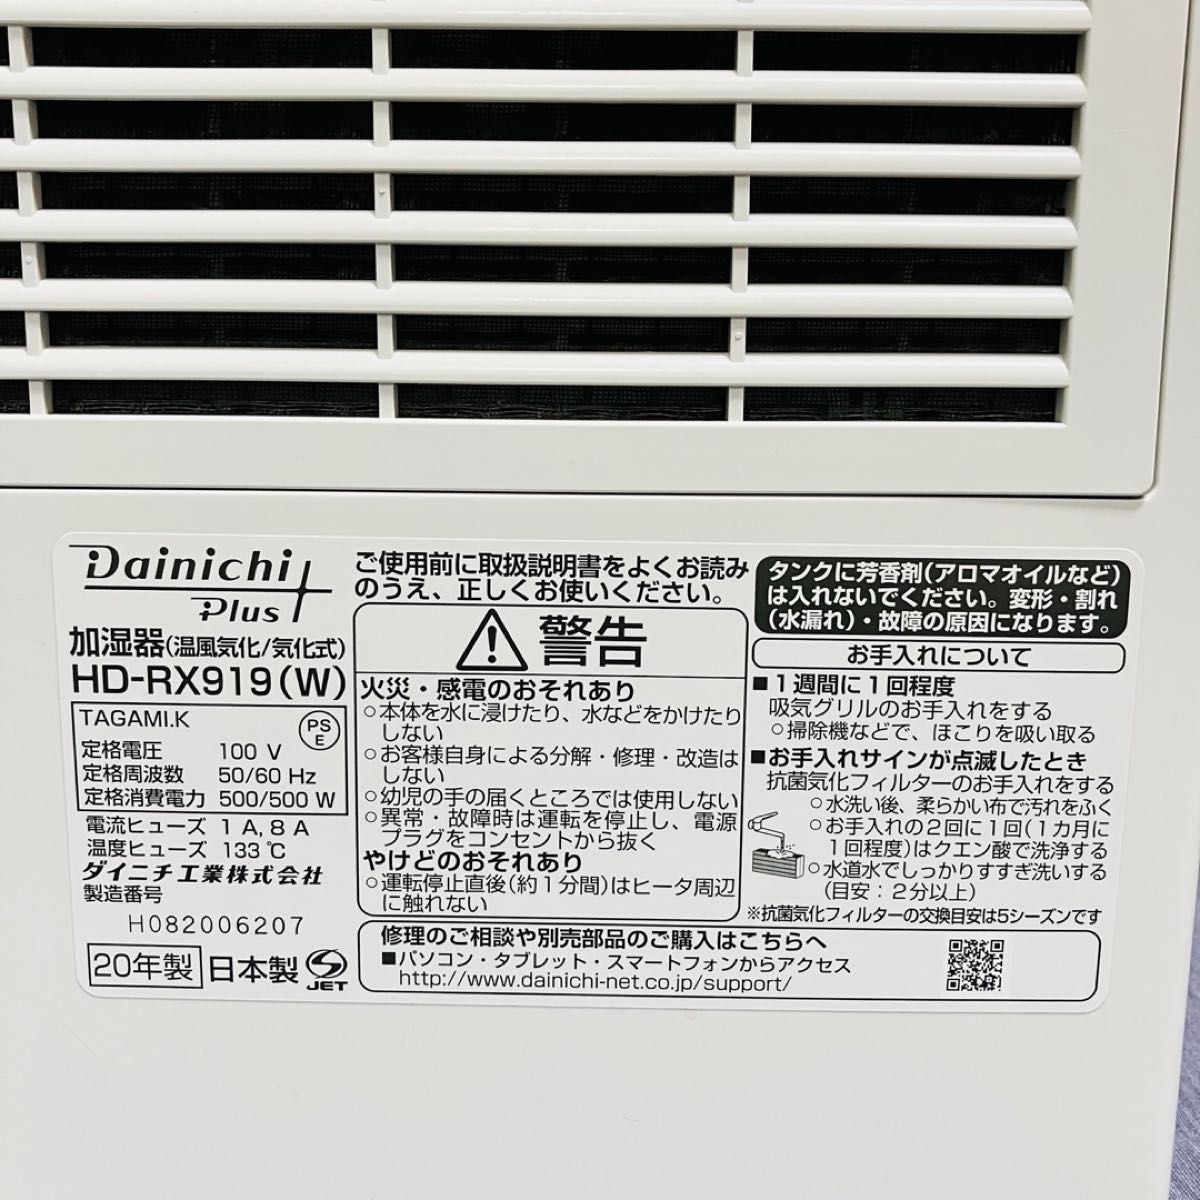 Dainichi
Plus
加湿器(温風気化/気化式)
HD-RX919(W)
TAGAMI.K
PS
E
定格電圧 100 V
定格周波数 50/60 Hz
定格消費電力 500/500 W
電流ヒューズ 1 A, 8 A
温度ヒューズ 133 ℃
ダイニチ工業株式会社
製造番号
H082006207
20年製 日本製
JET
ご使用前に取扱説明書をよくお読み
のうえ、正しくお使いください。
警告
火災・感電のおそれあり
○本体を水に浸けたり、水などをかけたり
しない
○お客様自身による分解・修理・改造は
しない
○幼児の手の届くところでは使用しない
○異常・故障時は運転を停止し、電源
プラグをコンセントから抜く
やけどのおそれあり
○運転停止直後(約1分間)はヒータ周辺
に触れない
タンクに芳香剤(アロマオイルなど)
は入れないでください。変形・割れ
(水漏れ)・故障の原因になります。
お手入れについて
■1週間に1回程度
吸気グリルのお手入れをする
○掃除機などで、ほこりを吸い取る
■お手入れサインが点滅したとき
抗菌気化フィルターのお手入れをする
○水洗い後、柔らかい布で汚れをふく
○お手入れの2回に1回(1カ月に
1回程度)はクエン酸で洗浄する
○水道水でしっかりすすぎ洗いする
(目安:2分以上)
※抗菌気化フィルターの交換目安は5シーズンです
修理のご相談や別売部品のご購入はこちらへ
■パソコン・タブレット・スマートフォンからアクセス
http://www.dainichi-net.co.jp/support/